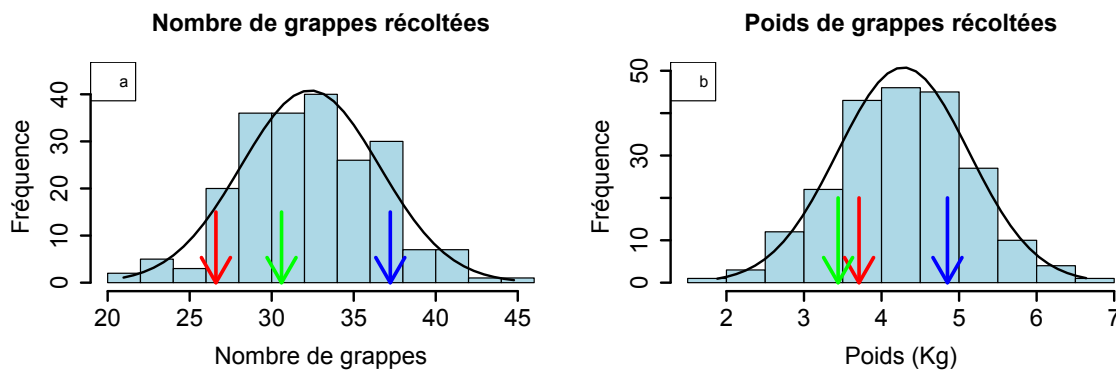 Nombre de grappes récoltées
a
Fréquence
0
10
20
30
40
20
25
30
35
40
45
Nombre de grappes
Poids de grappes récoltées
b
Fréquence
0
10
30
50
2
3
4
5
6
7
Poids (Kg)